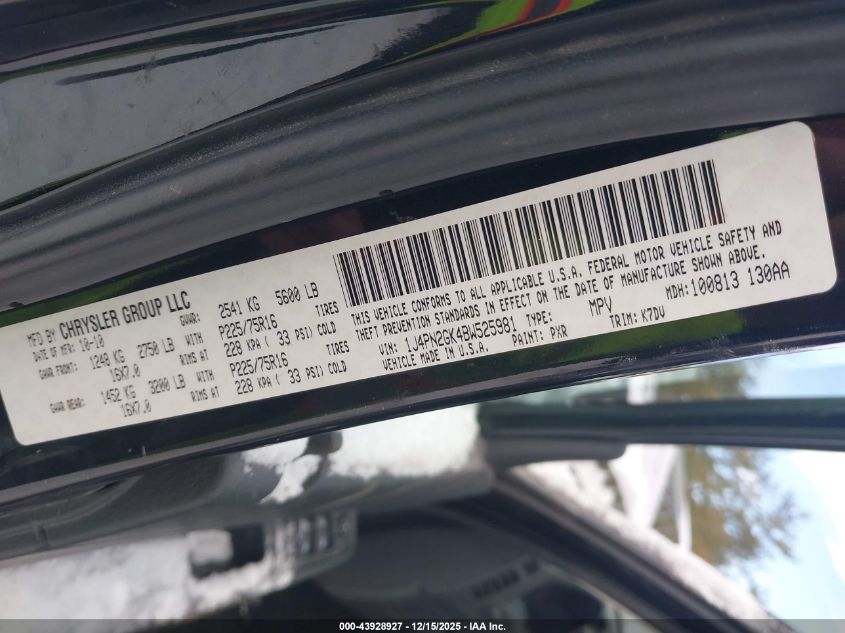 MFD BY CHRYSLER GROUP LLC
DATE OF MFR: 10-10 GVWR: 2541 KG 5600 LB
GAWR FRONT: 1248 KG 2750 LB WITH P225/75R16 TIRES
16X7.0 RIMS AT 228 KPA ( 33 PSI) COLD
GAWR REAR: 1452 KG 3200 LB WITH P225/75R16 TIRES
16X7.0 RIMS AT 228 KPA ( 33 PSI) COLD
THIS VEHICLE CONFORMS TO ALL APPLICABLE U.S.A. FEDERAL MOTOR VEHICLE SAFETY AND
THEFT PREVENTION STANDARDS IN EFFECT ON THE DATE OF MANUFACTURE SHOWN ABOVE.
VIN: 1J4PN2GK4BW525981 TYPE: MPV MDH: 100813 130AA
MADE IN U.S.A. PAINT: PXR TRIM: K7DV
000-43928927 - 12/15/2025 - IAA Inc.